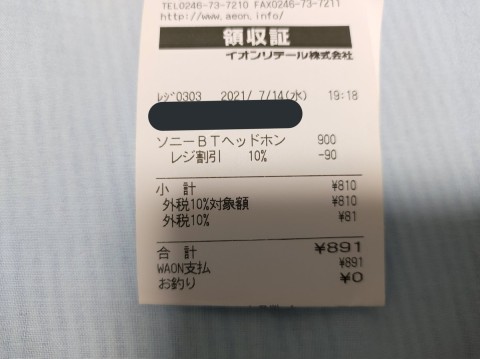 TEL0246-73-7210 FAX0246-73-7211
http://www.aeon.info/
領収証
イオンリテール株式会社
ﾚｼﾞ0303 2021/ 7/14(水) 19:18
ソニーBTヘッドホン 900
レジ割引 10% -90
小 計 ¥810
外税10%対象額 ¥810
外税10% ¥81
合 計 ¥891
WAON支払 ¥891
お釣り ¥0